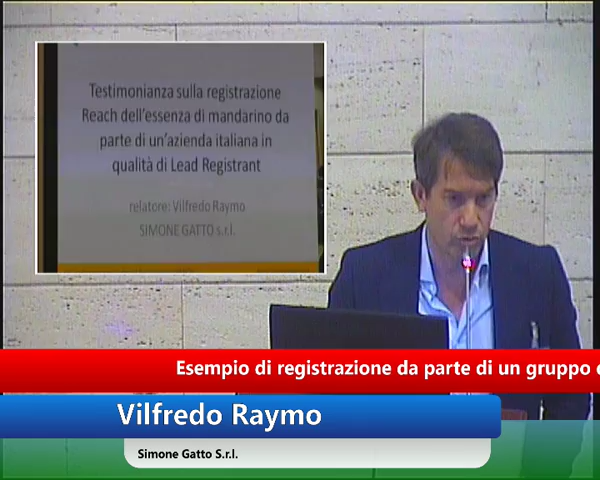 Testimonianza sulla registrazione
Reach dell'essenza di mandarino da
parte di un'azienda italiana in
qualità di Lead Registrant
relatore: Vilfredo Raymo
SIMONE GATTO s.r.l.
Esempio di registrazione da parte di un gruppo
Vilfredo Raymo
Simone Gatto S.r.l.